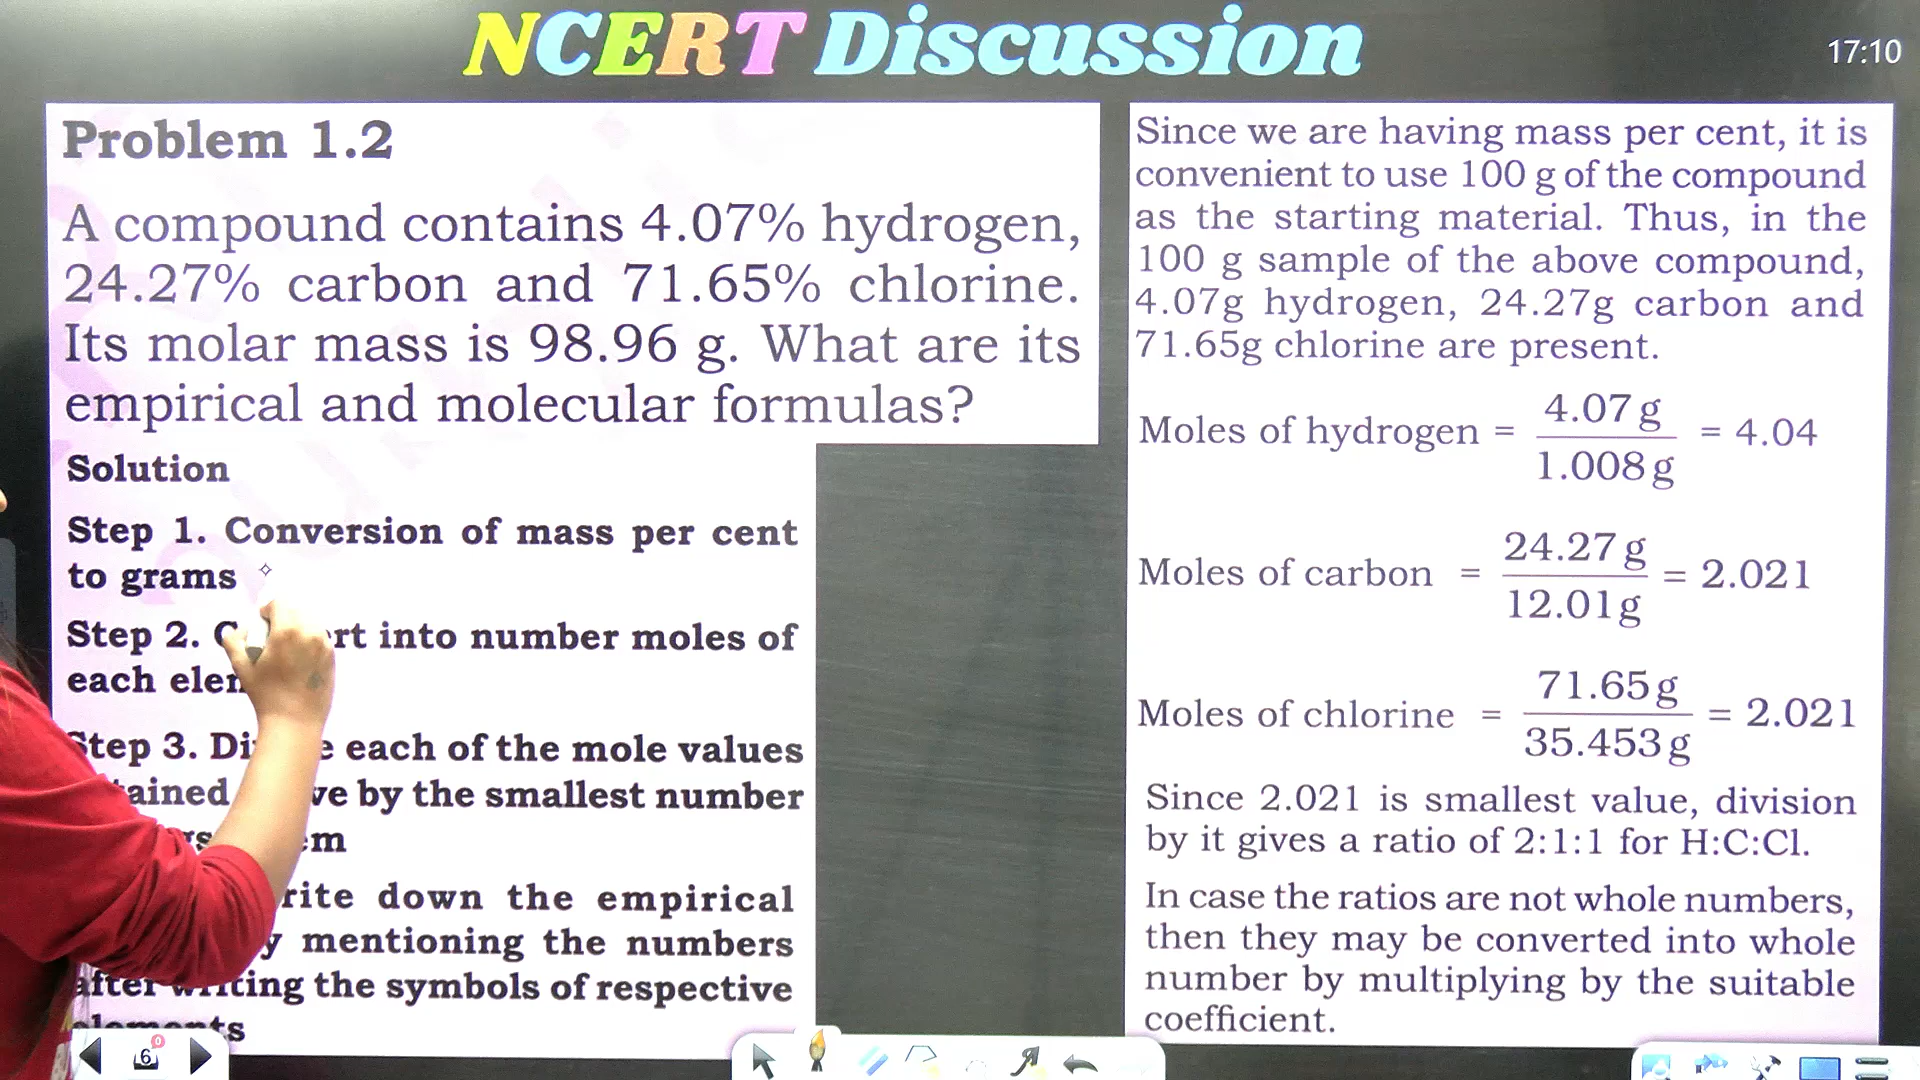 NCERT Discussion
17:10
Problem 1.2
A compound contains 4.07% hydrogen,
24.27% carbon and 71.65% chlorine.
Its molar mass is 98.96 g. What are its
empirical and molecular formulas?
Solution
Step 1. Conversion of mass per cent
to grams
Step 2. into number moles of
each
Step 3. each of the mole values
by the smallest number
down the empirical
mentioning the numbers
after writing the symbols of respective
elements
6
0
Since we are having mass per cent, it is
convenient to use 100 g of the compound
as the starting material. Thus, in the
100 g sample of the above compound,
4.07g hydrogen, 24.27g carbon and
71.65g chlorine are present.
Moles of hydrogen = 4.07 g / 1.008 g = 4.04
Moles of carbon = 24.27 g / 12.01g = 2.021
Moles of chlorine = 71.65g / 35.453g = 2.021
Since 2.021 is smallest value, division
by it gives a ratio of 2:1:1 for H:C:Cl.
In case the ratios are not whole numbers,
then they may be converted into whole
number by multiplying by the suitable
coefficient.